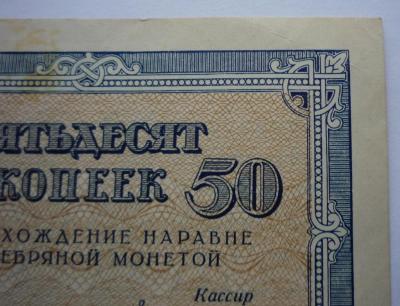 ЯТЬДЕСЯТ
КОПЕЕК 50
ХОЖДЕНИЕ НАРАВНЕ
ЕБРЯНОЙ МОНЕТОЙ
Кассир